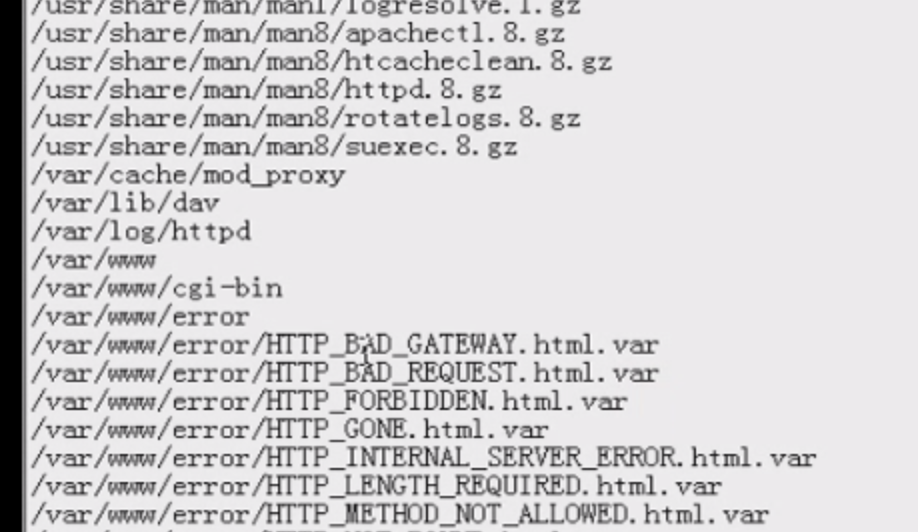 /usr/share/man/man1/logresolve.1.gz
/usr/share/man/man8/apachectl.8.gz
/usr/share/man/man8/htcacheclean.8.gz
/usr/share/man/man8/httpd.8.gz
/usr/share/man/man8/rotatelogs.8.gz
/usr/share/man/man8/suexec.8.gz
/var/cache/mod_proxy
/var/lib/dav
/var/log/httpd
/var/www
/var/www/cgi-bin
/var/www/error
/var/www/error/HTTP_BAD_GATEWAY.html.var
/var/www/error/HTTP_BAD_REQUEST.html.var
/var/www/error/HTTP_FORBIDDEN.html.var
/var/www/error/HTTP_GONE.html.var
/var/www/error/HTTP_INTERNAL_SERVER_ERROR.html.var
/var/www/error/HTTP_LENGTH_REQUIRED.html.var
/var/www/error/HTTP_METHOD_NOT_ALLOWED.html.var